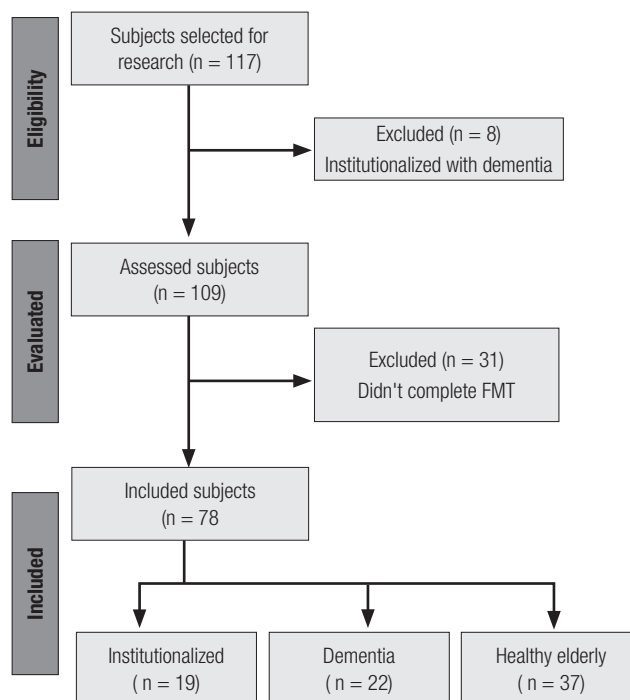 Eligibility
Subjects selected for
research (n = 117)
Excluded (n = 8)
Institutionalized with dementia
Evaluated
Assessed subjects
(n = 109)
Excluded (n = 31)
Didn't complete FMT
Included
Included subjects
(n = 78
Institutionalized
( n = 19)
Dementia
( n = 22)
Healthy elderly
( n = 37)